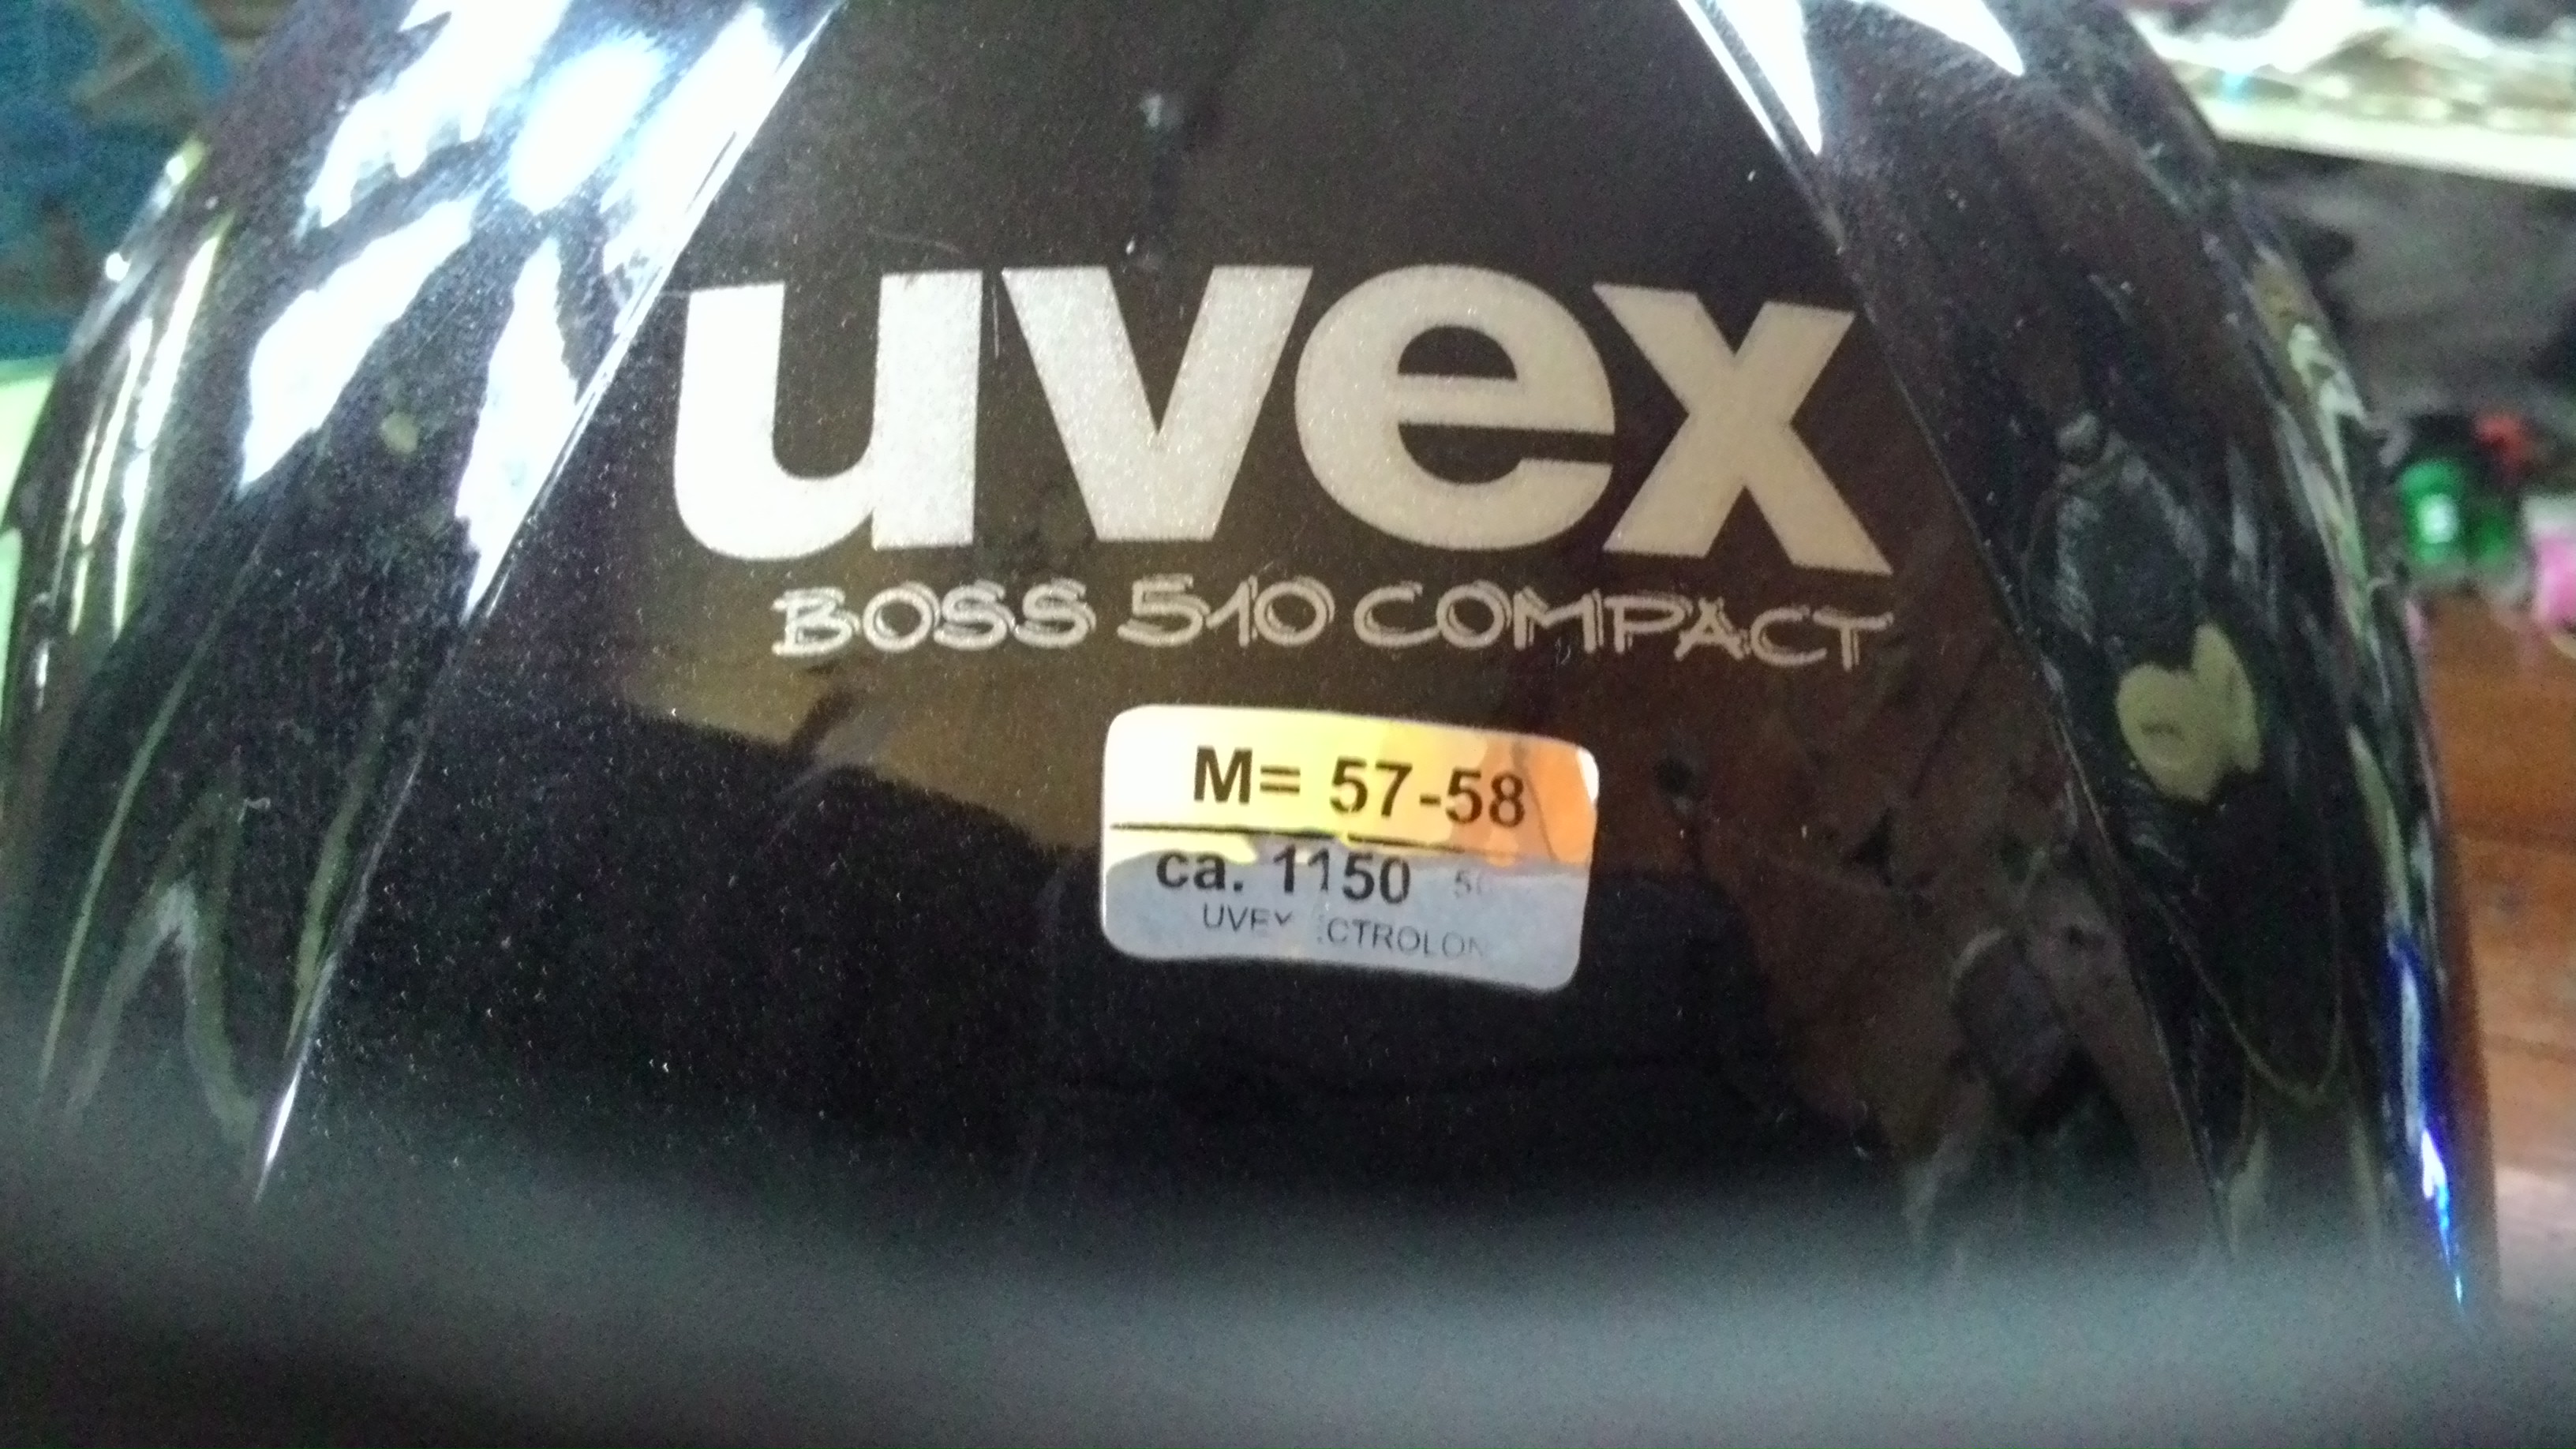 uvex
BOSS 510 COMPACT
M= 57-58
ca. 1150